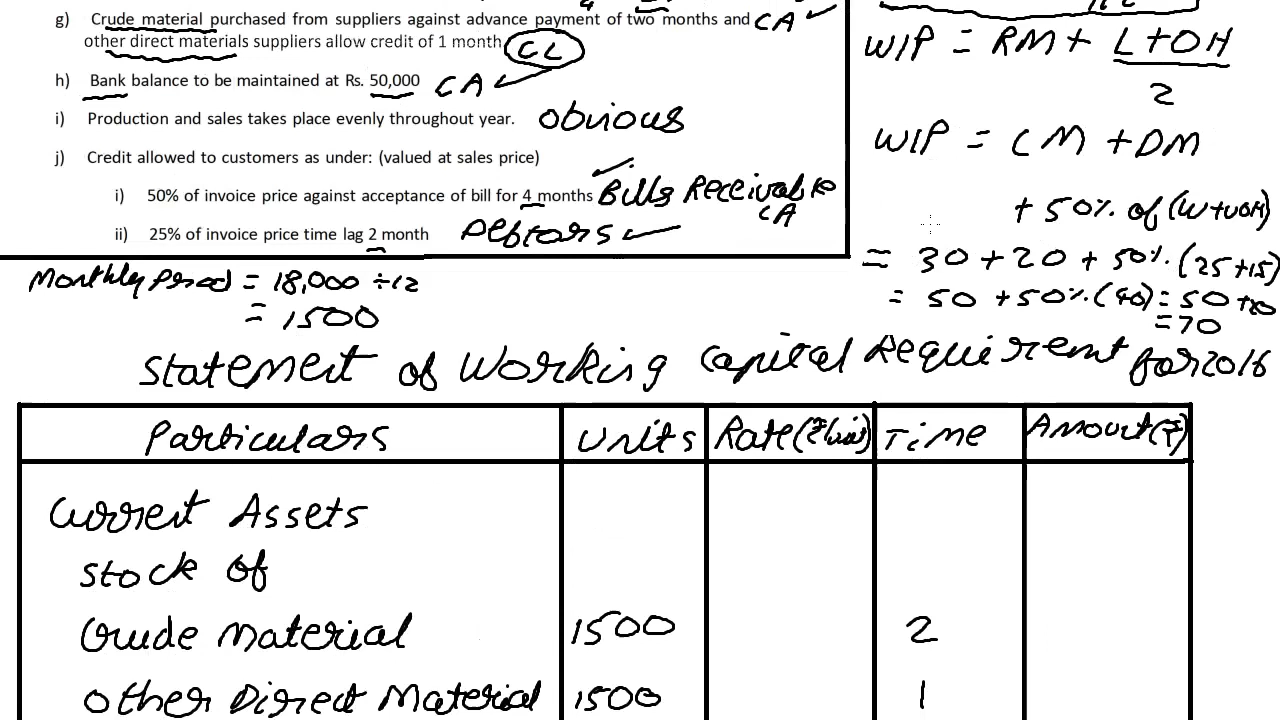 g) Crude material purchased from suppliers against advance payment of two months and CA
other direct materials suppliers allow credit of 1 month CL
h) Bank balance to be maintained at Rs. 50,000 CA
i) Production and sales takes place evenly throughout year. obvious
j) Credit allowed to customers as under: (valued at sales price)
i) 50% of invoice price against acceptance of bill for 4 months Bills Receivable
CA
ii) 25% of invoice price time lag 2 month Debtors
WIP = RM + L+OH
2
WIP = CM + DM
+ 50% of (W+VOH)
= 30 + 20 + 50% (25+15)
= 50 + 50% (40) = 50 + 20
= 70
Monthly Prod = 18,000 ÷ 12
= 1500
Statement of Working Capital Requirement for 2016
Particulars Units Rate (₹/unit) Time Amount (₹)
Current Assets
Stock of
Crude Material 1500 2
Other Direct Material 1500 1